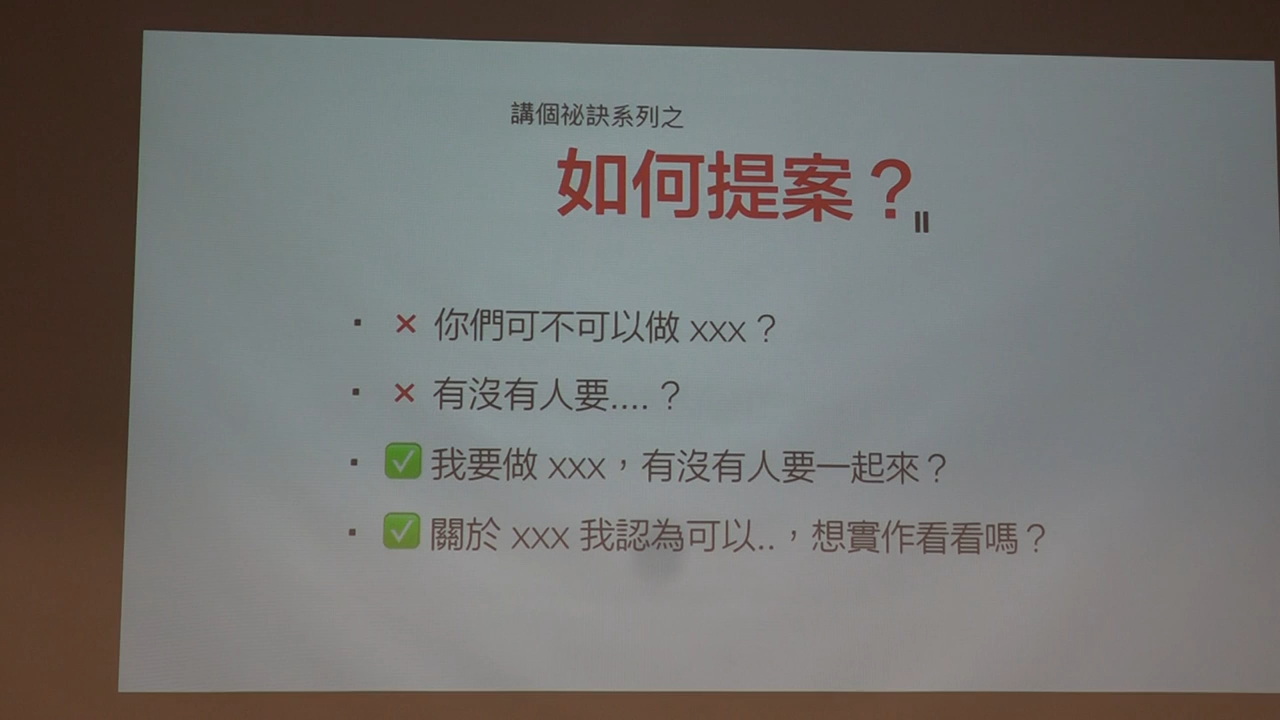 講個祕訣系列之
如何提案？
II
· ✕ 你們可不可以做 xxx？
· ✕ 有沒有人要....？
· ✅ 我要做 xxx，有沒有人要一起來？
· ✅ 關於 xxx 我認為可以..，想實作看看嗎？